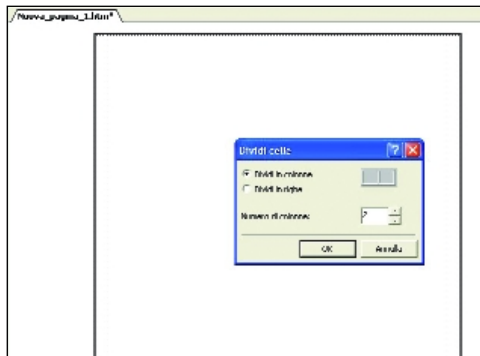 Nuova_pagina_1.htm*
Dividi celle
Dividi in colonne
Dividi in righe
Numero di colonne:
2
OK
Annulla